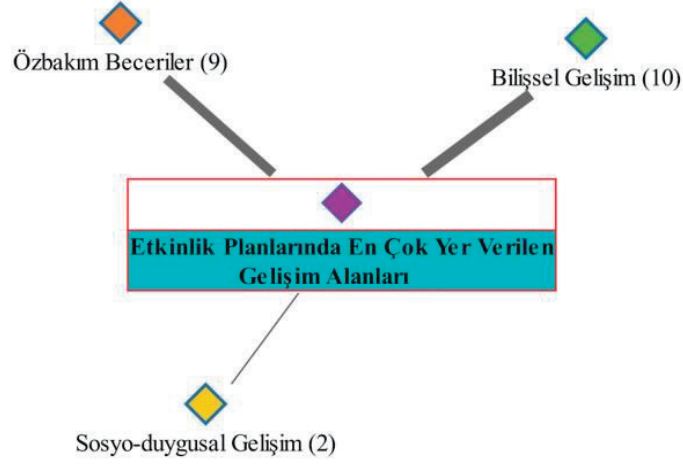 Özbakım Beceriler (9)
Bilişsel Gelişim (10)
Etkinlik Planlarında En Çok Yer Verilen
Gelişim Alanları
Sosyo-duygusal Gelişim (2)